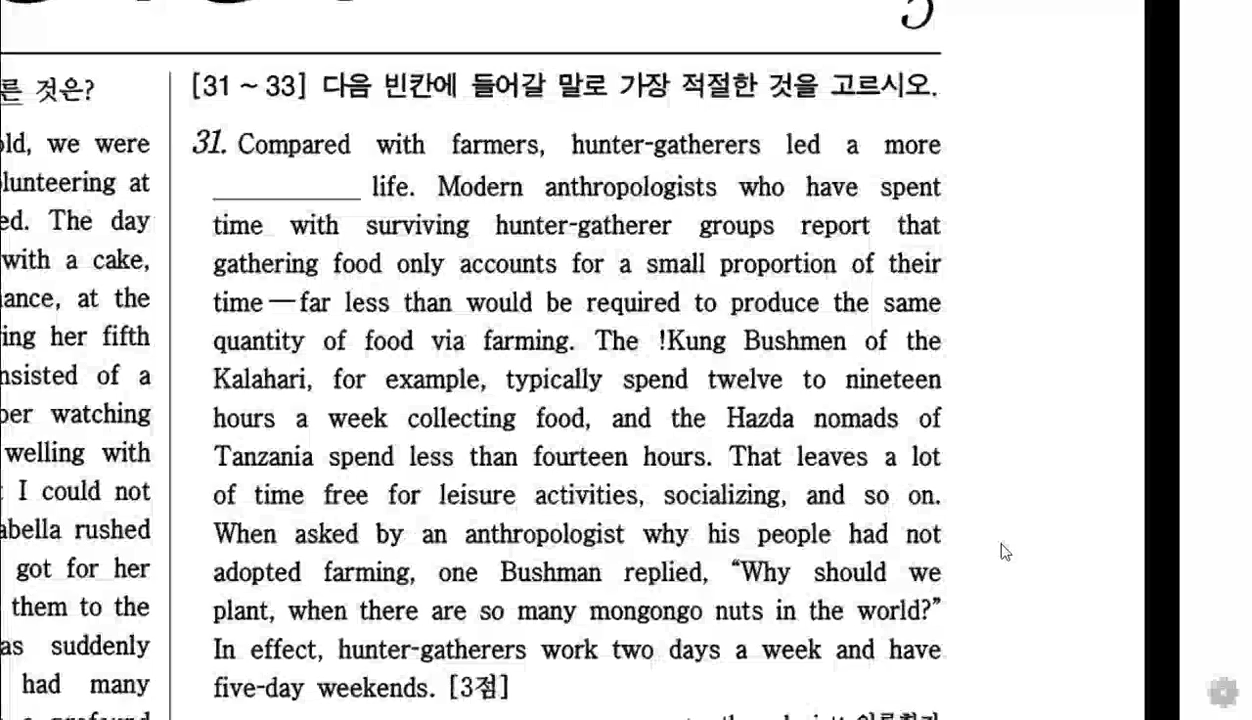 5
른 것은?
old, we were
lunteering at
ed. The day
with a cake,
ance, at the
ing her fifth
nsisted of a
per watching
welling with
I could not
abella rushed
got for her
them to the
as suddenly
had many
a profound
[31 ~ 33] 다음 빈칸에 들어갈 말로 가장 적절한 것을 고르시오.
31. Compared with farmers, hunter-gatherers led a more
__________ life. Modern anthropologists who have spent
time with surviving hunter-gatherer groups report that
gathering food only accounts for a small proportion of their
time — far less than would be required to produce the same
quantity of food via farming. The !Kung Bushmen of the
Kalahari, for example, typically spend twelve to nineteen
hours a week collecting food, and the Hazda nomads of
Tanzania spend less than fourteen hours. That leaves a lot
of time free for leisure activities, socializing, and so on.
When asked by an anthropologist why his people had not
adopted farming, one Bushman replied, “Why should we
plant, when there are so many mongongo nuts in the world?”
In effect, hunter-gatherers work two days a week and have
five-day weekends. [3점]